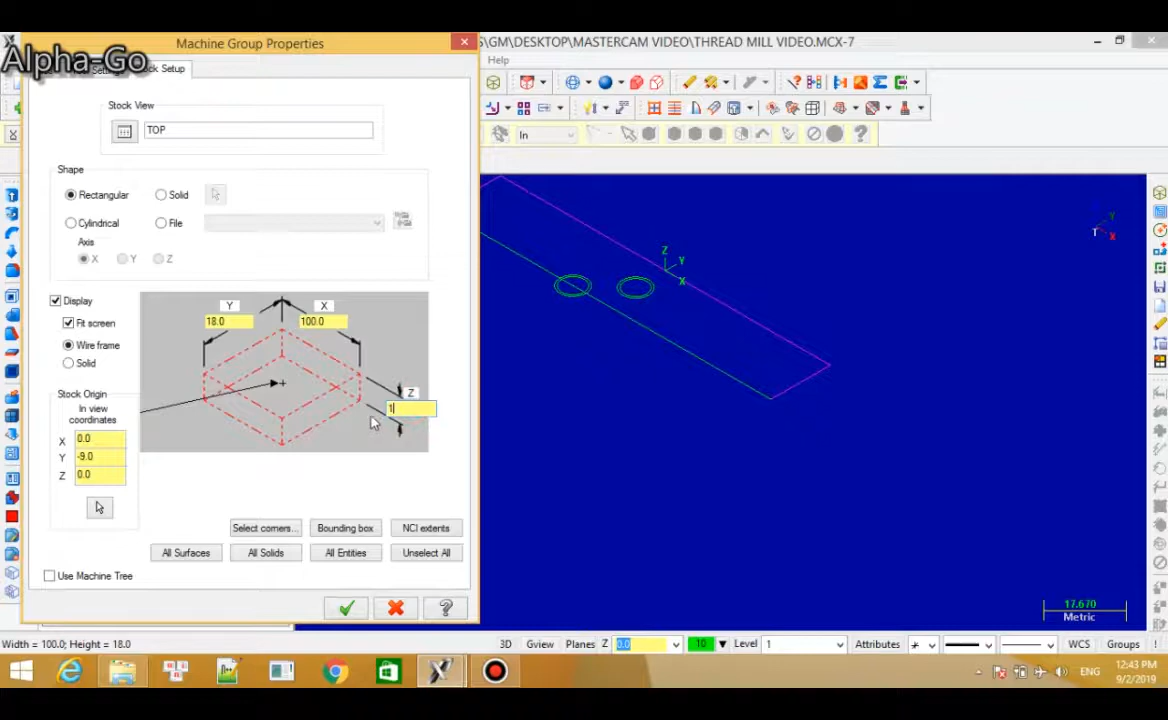 Alpha-Go
Machine Group Properties
S\GM\DESKTOP\MASTERCAM VIDEO\THREAD MILL VIDEO.MCX-7
Help
Stock Setup
Stock View
TOP
In
Shape
Rectangular
Solid
Cylindrical
File
Axis
X
Y
Z
Display
Fit screen
Wire frame
Solid
Y
X
18.0
100.0
Z
1
Stock Origin
In view
coordinates
X 0.0
Y -9.0
Z 0.0
Select corners...
Bounding box
NCI extents
All Surfaces
All Solids
All Entities
Unselect All
Use Machine Tree
Z
Y
X
Y
T
X
17.670
Metric
Width = 100.0; Height = 18.0
3D
Gview
Planes
Z
0.0
10
Level
1
Attributes
WCS
Groups
ENG
12:43 PM
9/2/2019